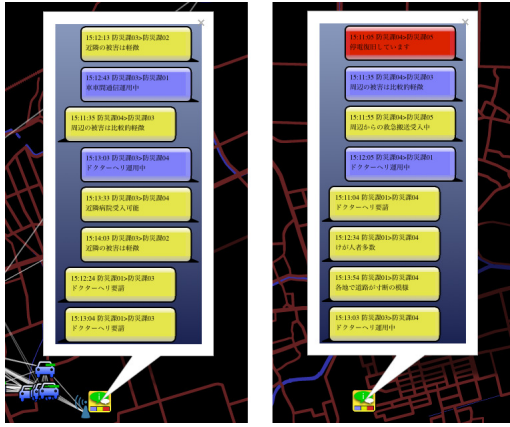 15:12:13 防災課03>防災課02
近隣の被害は軽微
15:12:43 防災課03>防災課01
車車間通信運用中
15:11:35 防災課04>防災課03
周辺の被害は比較的軽微
15:13:03 防災課03>防災課04
ドクターヘリ運用中
15:13:33 防災課03>防災課04
近隣病院受入可能
15:14:03 防災課03>防災課02
近隣の被害は軽微
15:12:24 防災課01>防災課03
ドクターヘリ要請
15:13:04 防災課01>防災課03
ドクターヘリ要請
15:11:05 防災課04>防災課05
停電復旧しています
15:11:35 防災課04>防災課03
周辺の被害は比較的軽微
15:11:55 防災課04>防災課05
周辺からの救急搬送受入中
15:12:05 防災課04>防災課01
ドクターヘリ運用中
15:11:04 防災課01>防災課04
ドクターヘリ要請
15:12:34 防災課01>防災課04
けが人者多数
15:13:54 防災課01>防災課04
各地で道路が寸断の模様
15:13:03 防災課03>防災課04
ドクターヘリ運用中